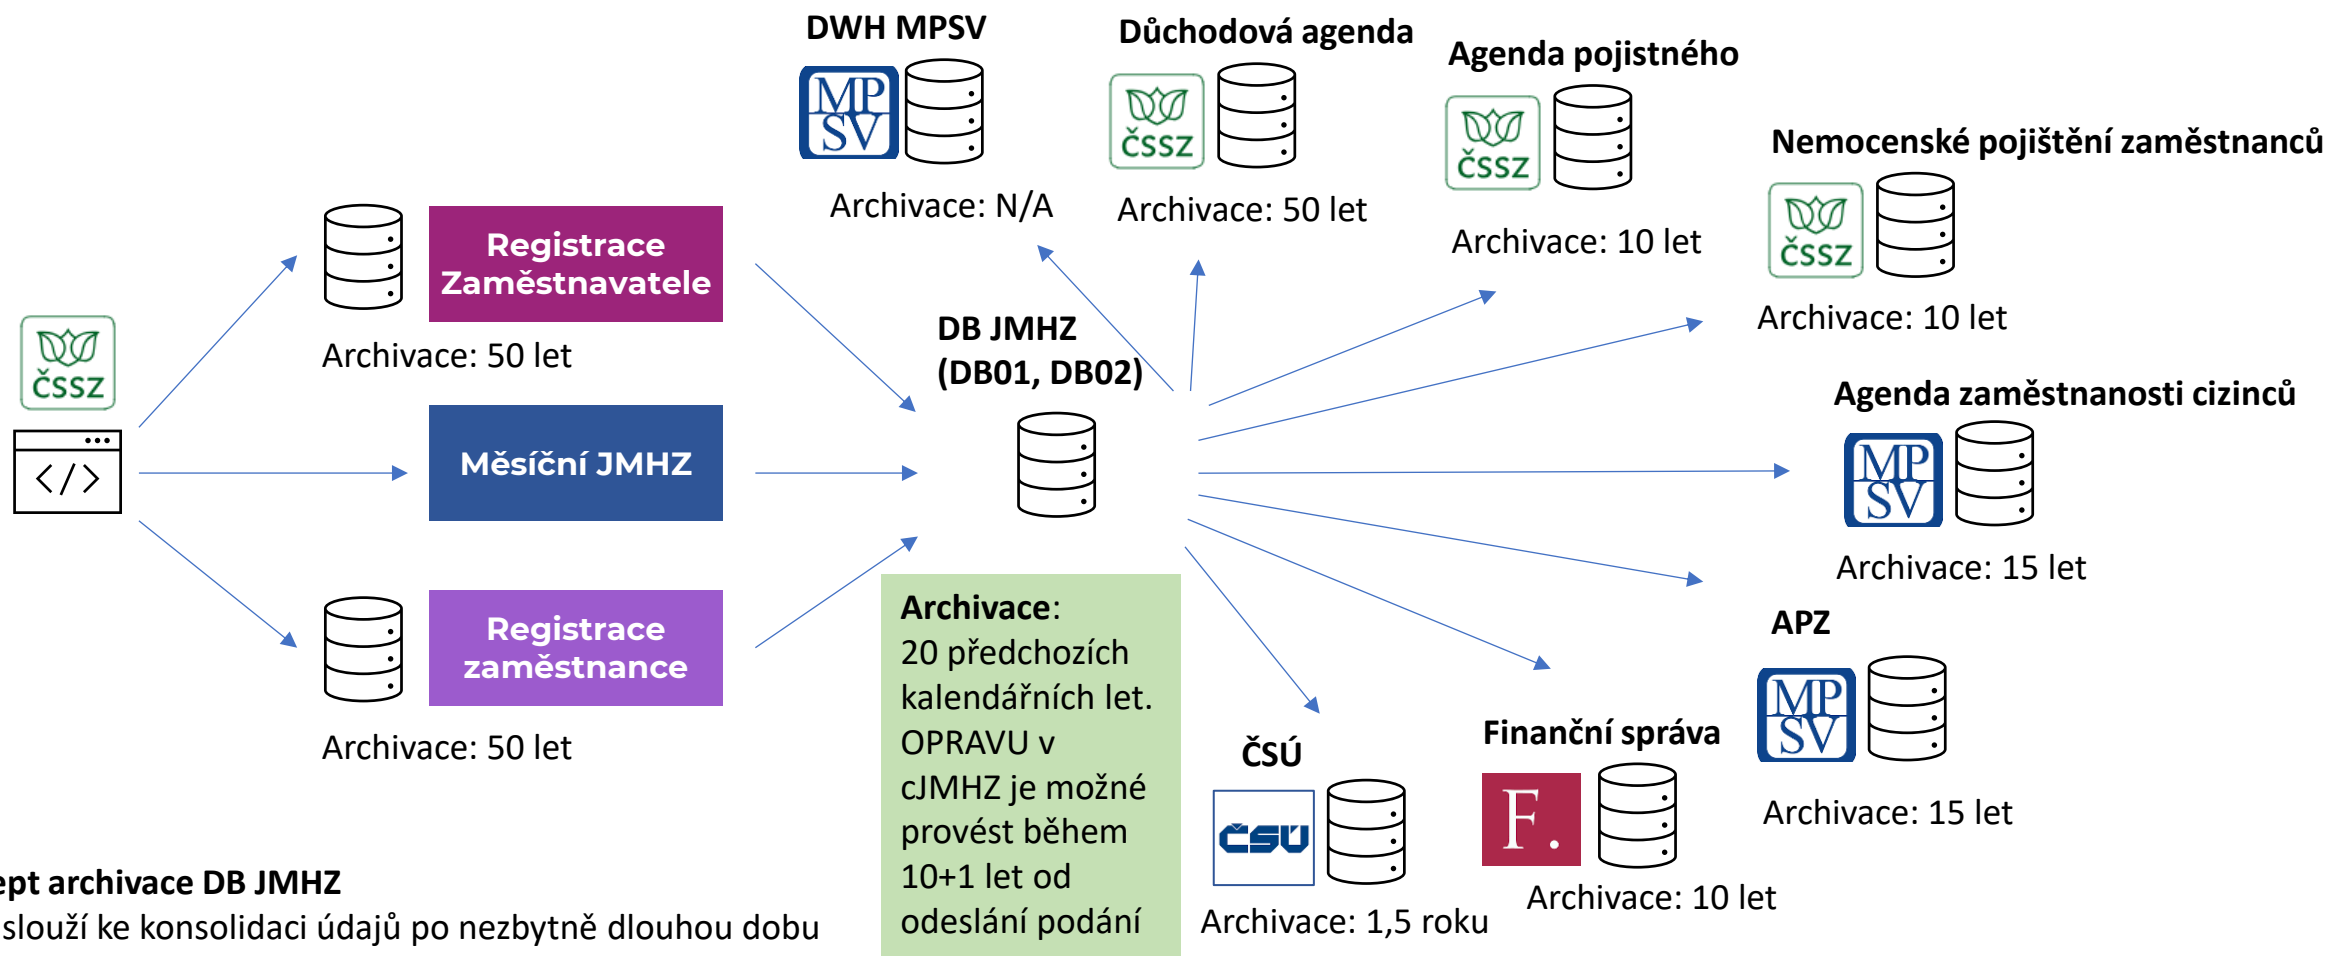 DWH MPSV
MP
SV
Archivace: N/A
Důchodová agenda
ČSSZ
Archivace: 50 let
Agenda pojistného
ČSSZ
Archivace: 10 let
Nemocenské pojištění zaměstnanců
ČSSZ
Archivace: 10 let
Registrace
Zaměstnavatele
Archivace: 50 let
ČSSZ
</>
Měsíční JMHZ
Registrace
zaměstnance
Archivace: 50 let
DB JMHZ
(DB01, DB02)
Archivace:
20 předchozích
kalendářních let.
OPRAVU v
cJMHZ je možné
provést během
10+1 let od
odeslání podání
Agenda zaměstnanosti cizinců
MP
SV
Archivace: 15 let
APZ
MP
SV
Archivace: 15 let
Finanční správa
F.
Archivace: 10 let
ČSÚ
ČSÚ
Archivace: 1,5 roku
ept archivace DB JMHZ
slouží ke konsolidaci údajů po nezbytně dlouhou dobu